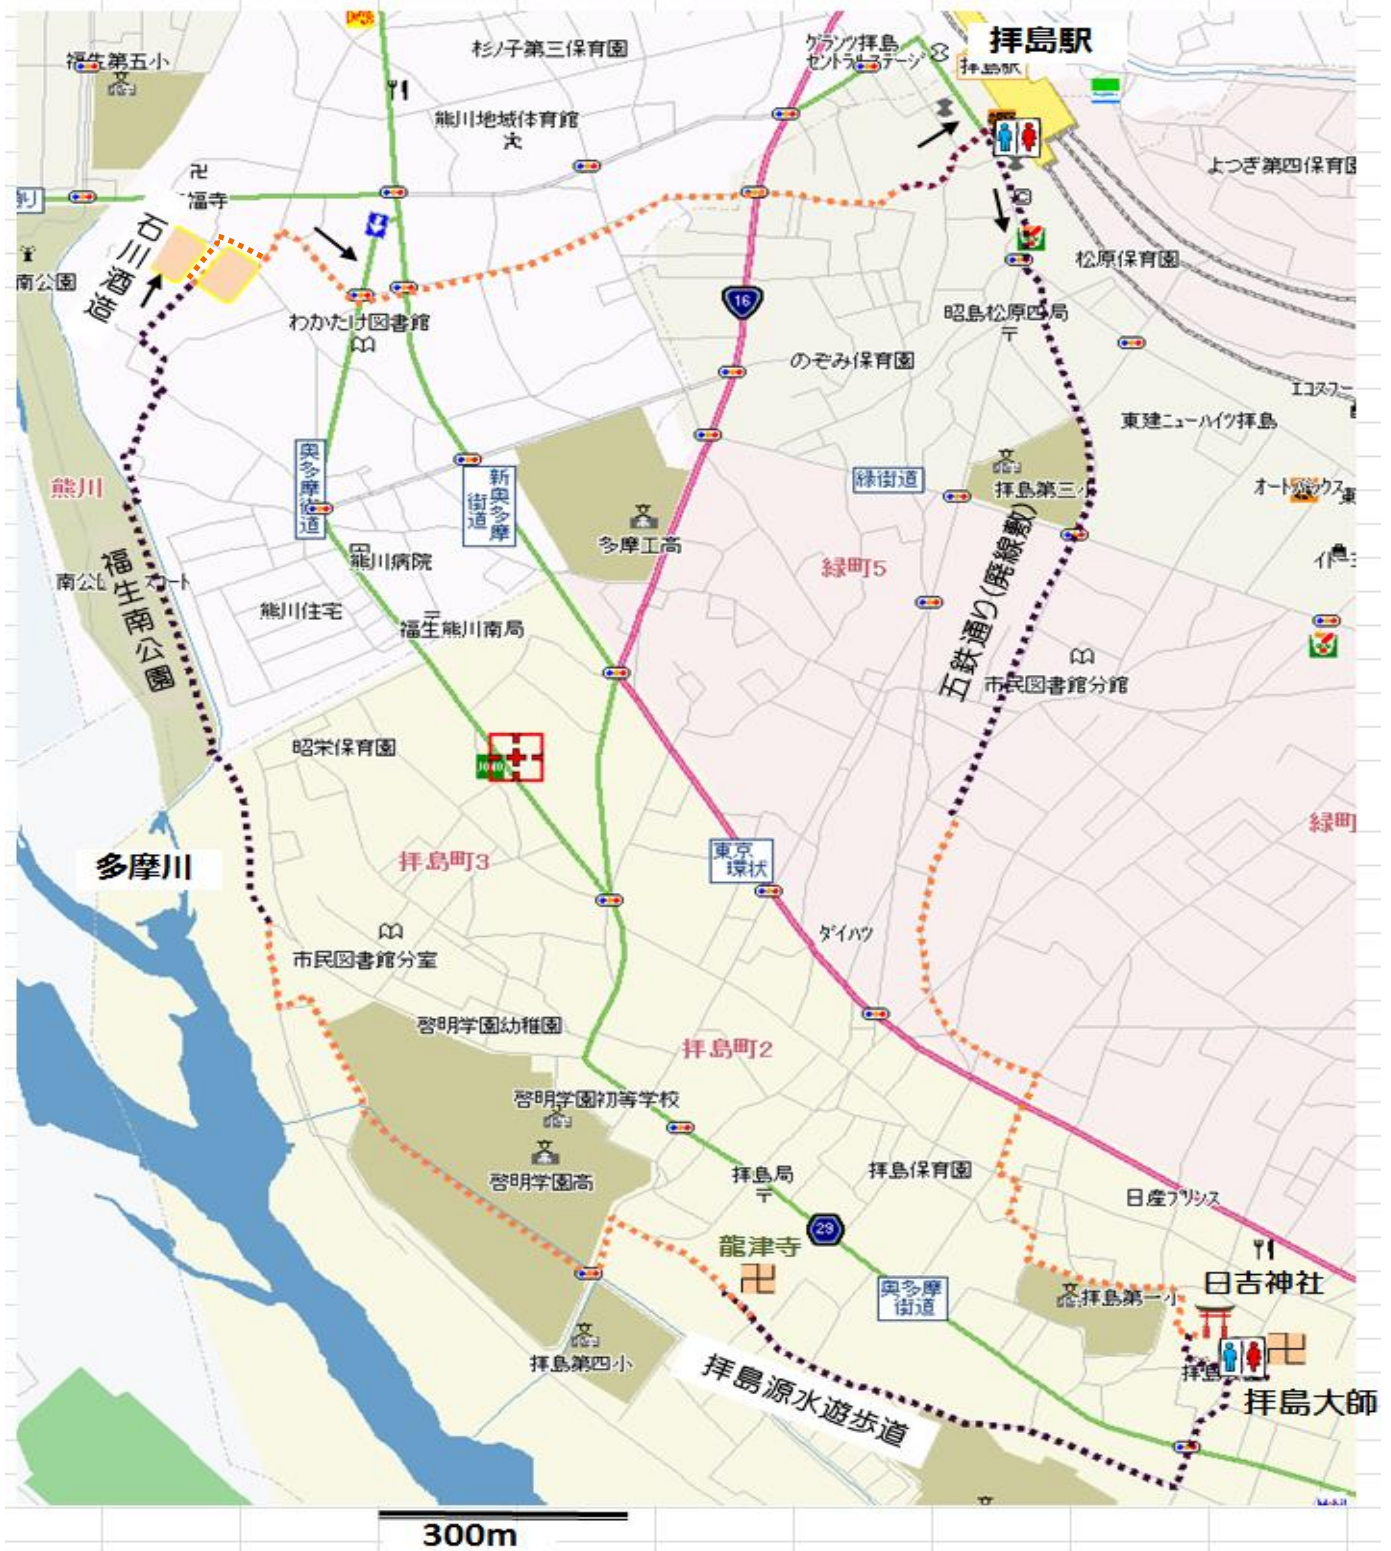 拝島駅
杉ノ子第三保育園
グランツ拝島
セントラルステージ
拝島駅
福生第五小
熊川地域体育館
よつぎ第四保育園
福寺
石川酒造
南公園
松原保育園
16
わかたけ図書館
昭島松原四局
のぞみ保育園
エコスフー
東建ニューハイツ拝島
奥多摩街道
新奥多摩
街道
緑街道
拝島第三小
オートバックス
東
熊川
多摩工高
熊川病院
緑町5
五鉄通り(廃線敷)
福生南公園
熊川住宅
福生熊川南局
市民図書館分館
昭栄保育園
緑町
多摩川
拝島町3
東京
環状
ダイハツ
市民図書館分室
啓明学園幼稚園
拝島町2
啓明学園初等学校
啓明学園高
拝島局
拝島保育園
日産プリンス
29
龍津寺
奥多摩
街道
日吉神社
拝島第一小
拝島第四小
拝島源水遊歩道
拝島大師
300m